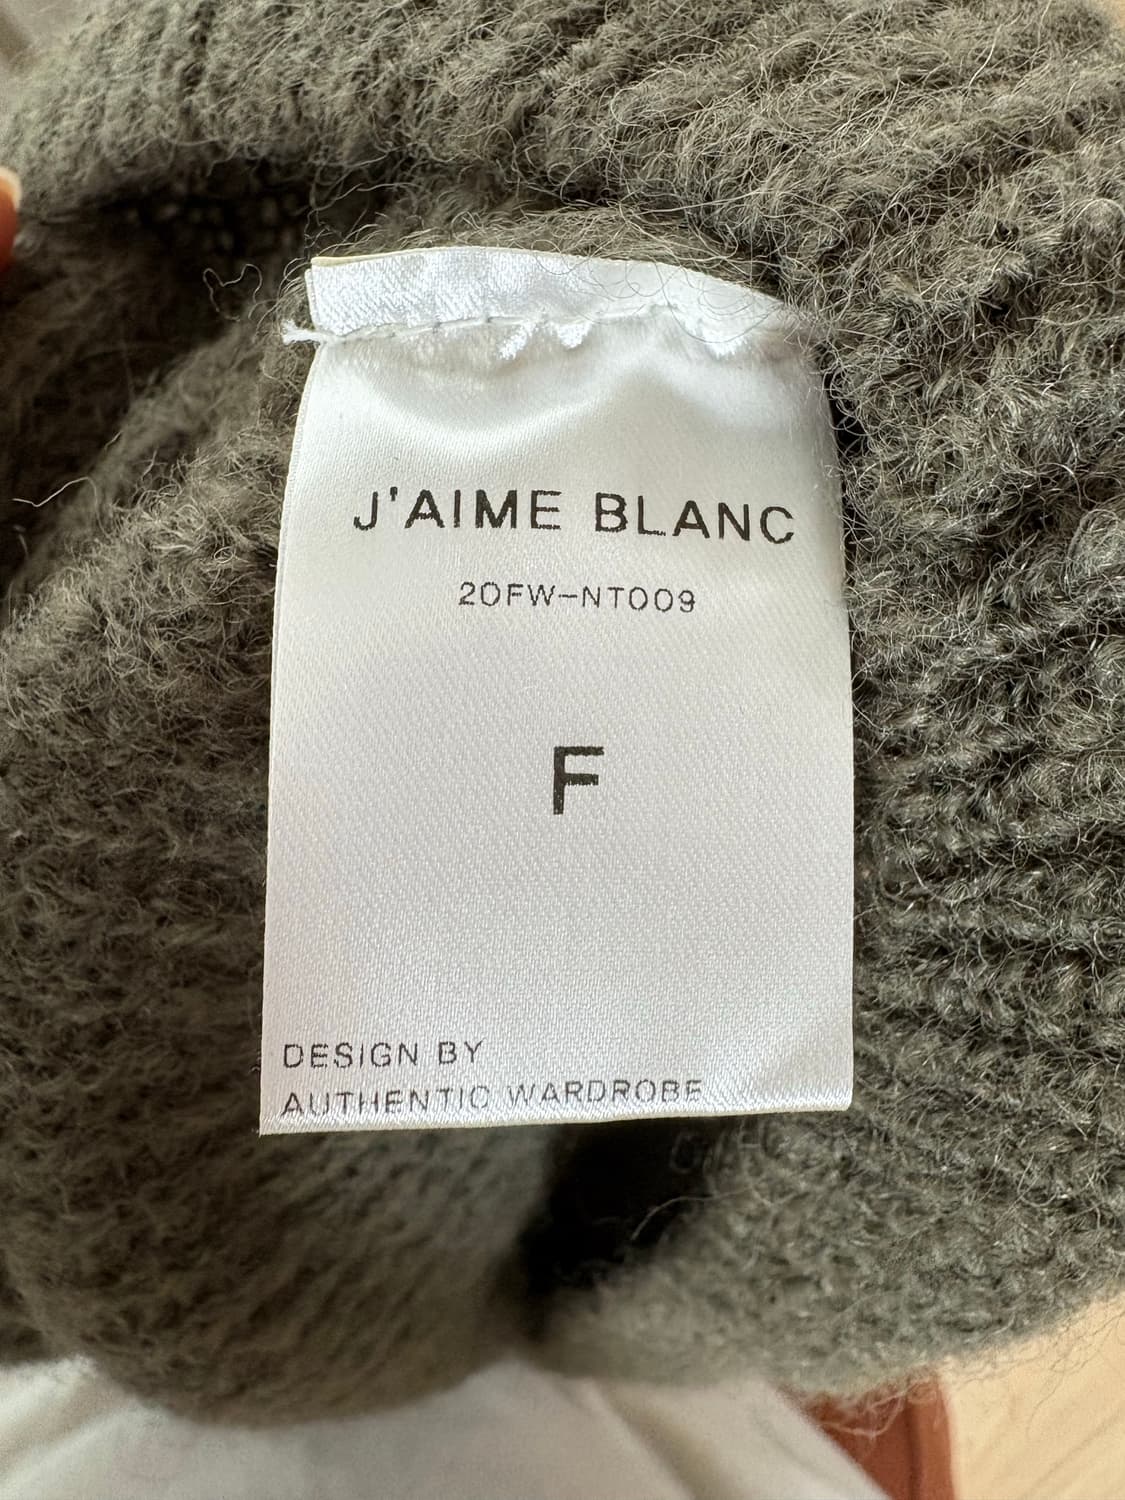 J'AIME BLANC
20FW-NT009
F
DESIGN BY
AUTHENTIC WARDROBE